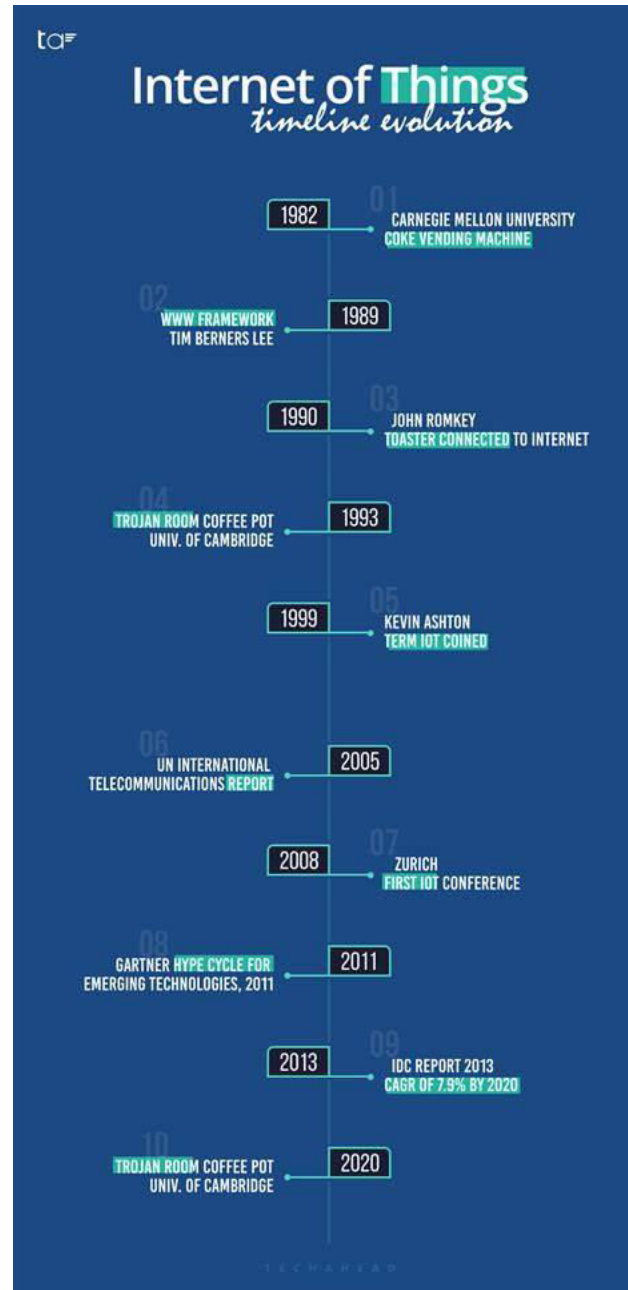 ta
Internet of Things
timeline evolution
01
1982
CARNEGIE MELLON UNIVERSITY
COKE VENDING MACHINE
02
WWW FRAMEWORK
TIM BERNERS LEE
1989
03
1990
JOHN ROMKEY
TOASTER CONNECTED TO INTERNET
04
TROJAN ROOM COFFEE POT
UNIV. OF CAMBRIDGE
1993
05
1999
KEVIN ASHTON
TERM IOT COINED
06
UN INTERNATIONAL
TELECOMMUNICATIONS REPORT
2005
07
2008
ZURICH
FIRST IOT CONFERENCE
08
GARTNER HYPE CYCLE FOR
EMERGING TECHNOLOGIES, 2011
2011
09
2013
IDC REPORT 2013
CAGR OF 7.9% BY 2020
10
TROJAN ROOM COFFEE POT
UNIV. OF CAMBRIDGE
2020
TECHAHEAD